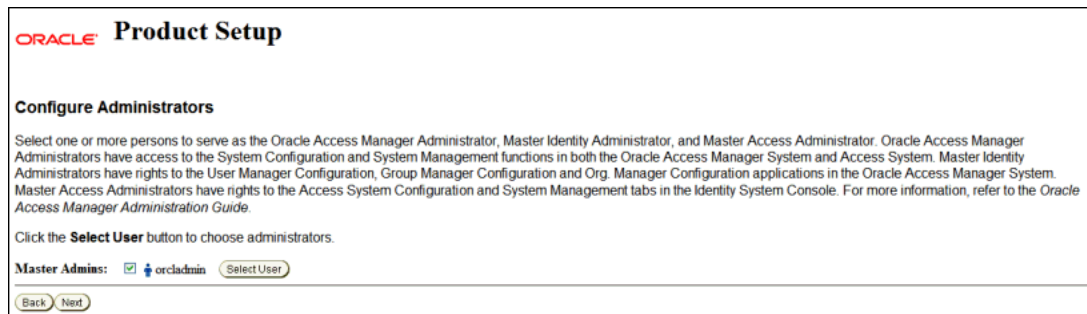 ORACLE Product Setup
Configure Administrators
Select one or more persons to serve as the Oracle Access Manager Administrator, Master Identity Administrator, and Master Access Administrator. Oracle Access Manager
Administrators have access to the System Configuration and System Management functions in both the Oracle Access Manager System and Access System. Master Identity
Administrators have rights to the User Manager Configuration, Group Manager Configuration and Org. Manager Configuration applications in the Oracle Access Manager System.
Master Access Administrators have rights to the Access System Configuration and System Management tabs in the Identity System Console. For more information, refer to the Oracle
Access Manager Administration Guide.
Click the Select User button to choose administrators.
Master Admins: orcladmin Select User
Back Next